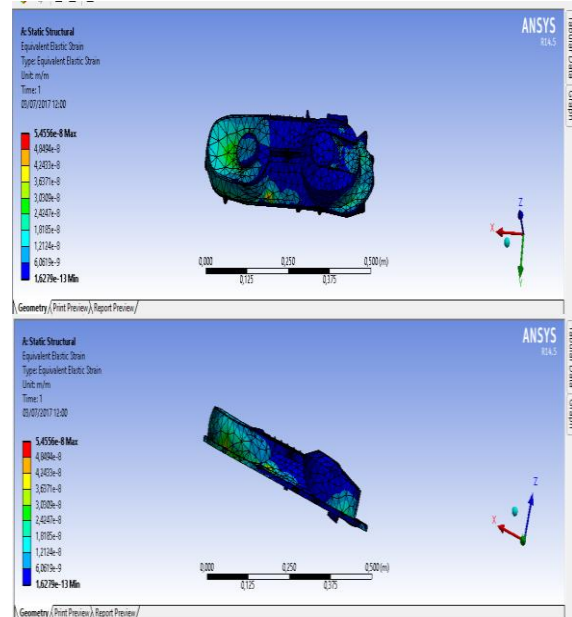 ANSYS
R14.5
A: Static Structural
Equivalent Elastic Strain
Type: Equivalent Elastic Strain
Unit: m/m
Time: 1
03/07/2017 12:00
5,4556e-8 Max
4,8494e-8
4,2433e-8
3,6371e-8
3,0309e-8
2,4247e-8
1,8185e-8
1,2124e-8
6,0619e-9
1,6279e-13 Min
X
Z
Y
0,000
0,250
0,500 (m)
0,125
0,375
Geometry
Print Preview
Report Preview
Tabular Data
Graph
ANSYS
R14.5
A: Static Structural
Equivalent Elastic Strain
Type: Equivalent Elastic Strain
Unit: m/m
Time: 1
03/07/2017 12:00
5,4556e-8 Max
4,8494e-8
4,2433e-8
3,6371e-8
3,0309e-8
2,4247e-8
1,8185e-8
1,2124e-8
6,0619e-9
1,6279e-13 Min
Z
X
0,000
0,250
0,500 (m)
0,125
0,375
Geometry
Print Preview
Report Preview
Tabular Data
Graph